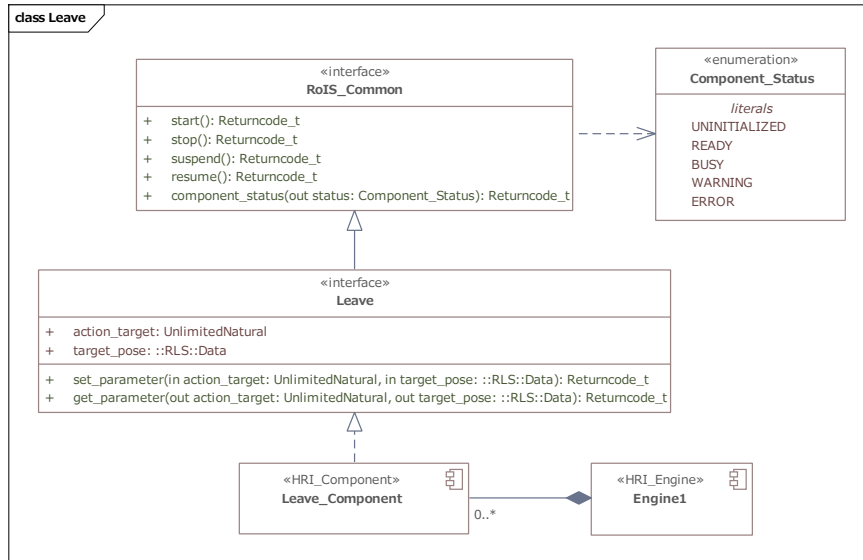 class Leave
«interface»
RoIS_Common
+ start(): Returncode_t
+ stop(): Returncode_t
+ suspend(): Returncode_t
+ resume(): Returncode_t
+ component_status(out status: Component_Status): Returncode_t
«enumeration»
Component_Status
literals
UNINITIALIZED
READY
BUSY
WARNING
ERROR
«interface»
Leave
+ action_target: UnlimitedNatural
+ target_pose: ::RLS::Data
+ set_parameter(in action_target: UnlimitedNatural, in target_pose: ::RLS::Data): Returncode_t
+ get_parameter(out action_target: UnlimitedNatural, out target_pose: ::RLS::Data): Returncode_t
«HRI_Component»
Leave_Component
0..*
«HRI_Engine»
Engine1